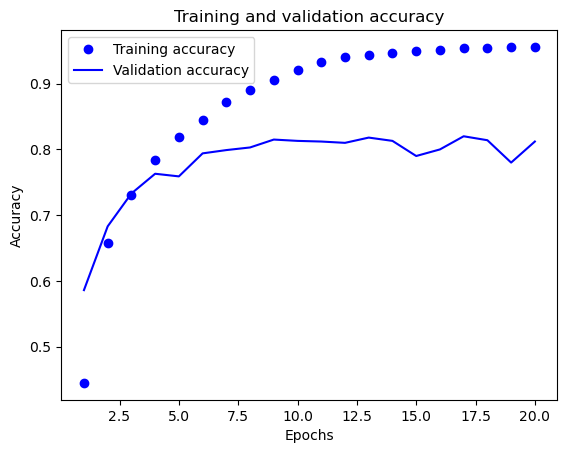 Training and validation accuracy
Training accuracy
Validation accuracy
0.9
0.8
0.7
0.6
0.5
Accuracy
2.5 5.0 7.5 10.0 12.5 15.0 17.5 20.0
Epochs